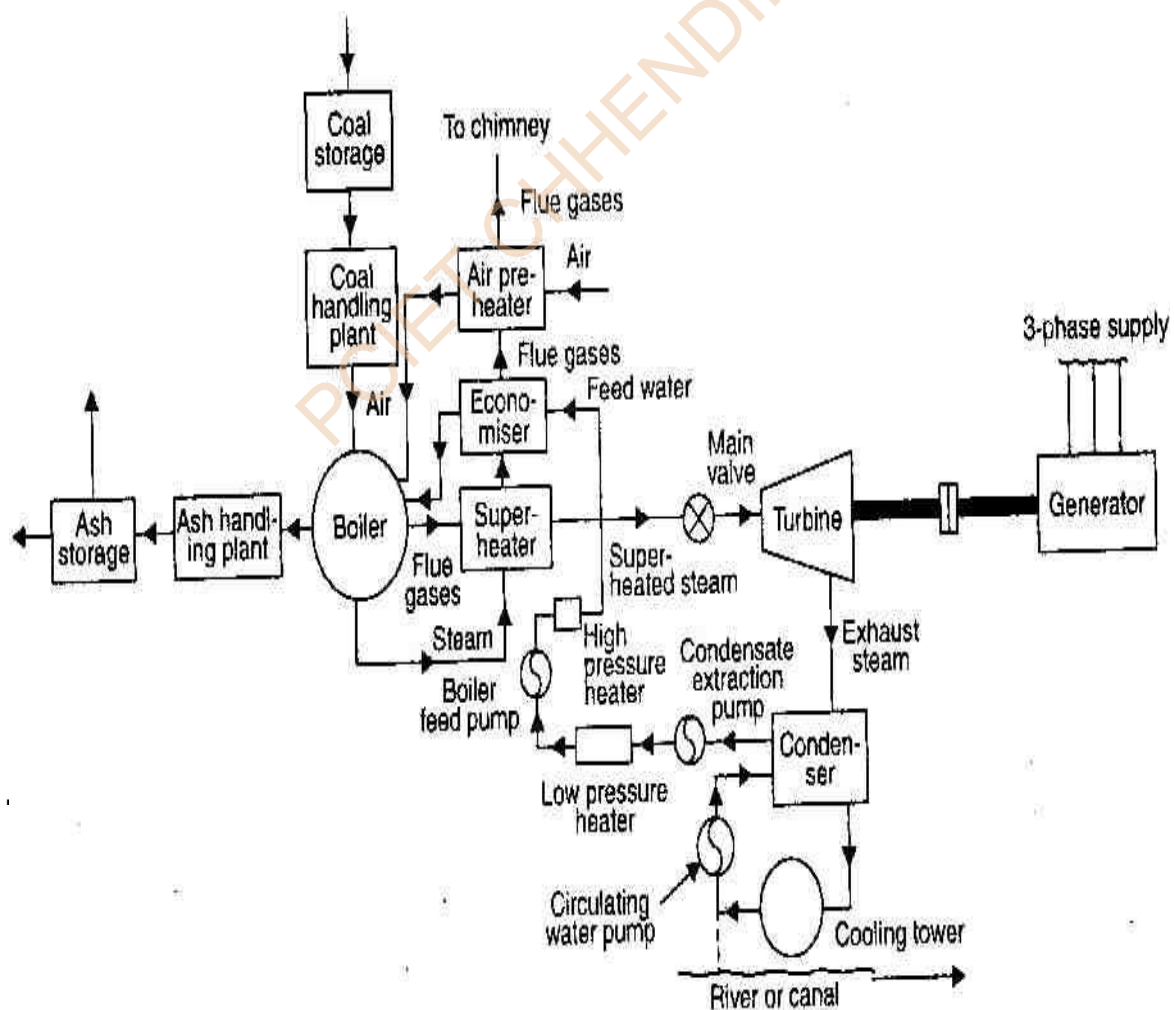 PCIET CHHENDI
Coal
storage
To chimney
Flue gases
Coal
handling
plant
Air pre-
heater
Air
3-phase supply
Flue gases
Feed water
Air
Econo-
miser
Main
valve
Ash
storage
Ash handl-
ing plant
Boiler
Super-
heater
Turbine
Generator
Flue
gases
Super-
heated steam
Steam
High
pressure
heater
Exhaust
steam
Boiler
feed pump
Condensate
extraction
pump
Conden-
ser
Low pressure
heater
Circulating
water pump
Cooling tower
River or canal